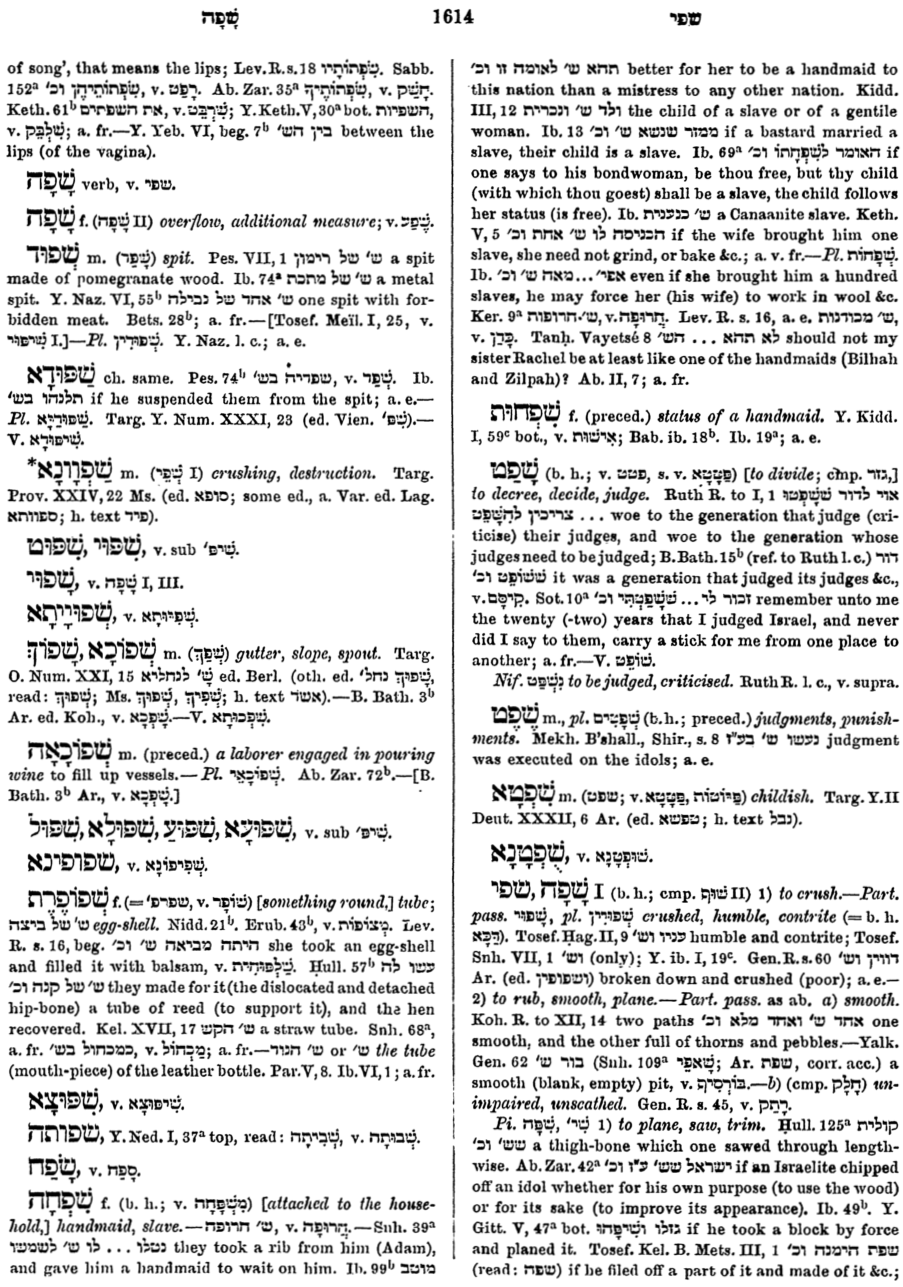 שָׂפָה 1614 שפי
of song', that means the lips; Lev. R. s. 18 שִׂפְתוֹתָיו. Sabb.
152ᵃ שִׂפְתוֹתֵיהֶן וכ׳, v. רָפַט. Ab. Zar. 35ᵃ שִׂפְתוֹתֶיךָ, v. חָשַׁק.
Keth. 61ᵇ את השפתים, v. שִׁרְבֵּט; Y. Keth. V, 30ᵃ bot. השפיות,
v. שִׁלְבֵּק; a. fr.—Y. Yeb. VI, beg. 7ᵇ בין הש׳ between the
lips (of the vagina).
שָׁפָה verb, v. שפי.
שָׁפָה f. (שָׁפָה II) overflow, additional measure; v. שֶׁפַע.
שְׁפוּד m. (שָׁפַד) spit. Pes. VII, 1 ש׳ של רימון a spit
made of pomegranate wood. Ib. 74ᵃ ש׳ של מתכת a metal
spit. Y. Naz. VI, 55ᵇ ש׳ אחד של נבילה one spit with for-
bidden meat. Bets. 28ᵇ; a. fr.—[Tosef. Meïl. I, 25, v.
שִׁיפּוּי I.]—Pl. שְׁפוּדִין. Y. Naz. l. c.; a. e.
שַׁפּוּדָא ch. same. Pes. 74ᵇ שפדיה בש׳, v. שְׁפַד. Ib.
תלנהו בש׳ if he suspended them from the spit; a. e.—
Pl. שַׁפּוּדַיָּא. Targ. Y. Num. XXXI, 23 (ed. Vien. שִׁפּ׳).—
V. שִׁיפּוּדָא.
*שַׁפְוָונָא m. (שְׁפֵי I) crushing, destruction. Targ.
Prov. XXIV, 22 Ms. (ed. סופא; some ed., a. Var. ed. Lag.
ספוותא; h. text פיד).
שִׁפּוּי, שִׁפּוּט, v. sub שִׁיפּ׳.
שָׁפוּי, v. שָׁפָה I, III.
שְׁפוּיָיתָא, v. שְׁפִיּוּתָא.
שְׁפוֹכָא, שָׁפוֹךְ m. (שְׁפַךְ) gutter, slope, spout. Targ.
O. Num. XXI, 15 שָׁ׳ לנחליא ed. Berl. (oth. ed. שְׁפוּךְ נחל׳,
read: שְׁפוֹךְ; Ms. שָׁפוּךְ, שְׁפִיךְ; h. text אשד).—B. Bath. 3ᵇ
Ar. ed. Koh., v. שָׁפְכָא.—V. שָׁפְכוּתָא.
שְׁפוֹכָאָה m. (preced.) a laborer engaged in pouring
wine to fill up vessels.—Pl. שְׁפוֹכָאֵי. Ab. Zar. 72ᵇ.—[B.
Bath. 3ᵇ Ar., v. שָׁפְכָא.]
שִׁפּוּעָא, שִׁפּוּעַ, שִׁפּוּלָא, שִׁפּוּל, v. sub שִׁיפּ׳.
שפופינא, v. שְׁפִיפוֹנָא.
שְׁפוֹפֶרֶת f. (=שפרפ׳, v. שׁוֹפָר) [something round,] tube;
ש׳ של ביצה egg-shell. Nidd. 21ᵇ. Erub. 43ᵇ, v. מְצוֹפִית. Lev.
R. s. 16, beg. היתה מביאה ש׳ וכ׳ she took an egg-shell
and filled it with balsam, v. שַׁלְפּוּחִית. Ḥull. 57ᵇ עשו לה
ש׳ של קנה וכ׳ they made for it (the dislocated and detached
hip-bone) a tube of reed (to support it), and the hen
recovered. Kel. XVII, 17 ש׳ הקש a straw tube. Snh. 68ᵃ,
a. fr. כמכחול בש׳, v. מִכְחוֹל; a. fr.—ש׳ הנוד or ש׳ the tube
(mouth-piece) of the leather bottle. Par. V, 8. Ib. VI, 1; a. fr.
שִׁפּוּצָא, v. שִׁיפּוּצָא.
שפותה, Y. Ned. I, 37ᵃ top, read: שְׁבִיתָה, v. שְׁבוּתָה.
שָׂפַח, v. סָפַח.
שִׁפְחָה f. (b. h.; v. מִשְׁפָּחָה) [attached to the house-
hold,] handmaid, slave.—ש׳ חרופה, v. חֲרוּפָה.—Snh. 39ᵃ
נטלו ... לו ש׳ לשמשו they took a rib from him (Adam),
and gave him a handmaid to wait on him. Ib. 99ᵇ מוטב
תהא ש׳ לאומה זו וכ׳ better for her to be a handmaid to
this nation than a mistress to any other nation. Kidd.
III, 12 ולד ש׳ ונכרית the child of a slave or of a gentile
woman. Ib. 13 ממזר שנשא ש׳ וכ׳ if a bastard married a
slave, their child is a slave. Ib. 69ᵃ האומר לְשִׁפְחָתוֹ וכ׳ if
one says to his bondwoman, be thou free, but thy child
(with which thou goest) shall be a slave, the child follows
her status (is free). Ib. ש׳ כנענית a Canaanite slave. Keth.
V, 5 הכניסה לו ש׳ אחת וכ׳ if the wife brought him one
slave, she need not grind, or bake &c.; a. v. fr.—Pl. שְׁפָחוֹת.
Ib. אפי׳ ... מאה ש׳ וכ׳ even if she brought him a hundred
slaves, he may force her (his wife) to work in wool &c.
Ker. 9ᵃ ש׳ חרופות, v. חֲרוּפָה. Lev. R. s. 16, a. e. ש׳ מכודנות,
v. כָּדַן. Tanḥ. Vayetsé 8 לא תהא ... הש׳ should not my
sister Rachel be at least like one of the handmaids (Bilhah
and Zilpah)? Ab. II, 7; a. fr.
שִׁפְחוּת f. (preced.) status of a handmaid. Y. Kidd.
I, 59ᶜ bot., v. אִישׁוּת; Bab. ib. 18ᵇ. Ib. 19ᵃ; a. e.
שָׁפַט (b. h.; v. פטט, s. v. פַּטָּטָא) [to divide; cmp. גזר,]
to decree, decide, judge. Ruth R. to I, 1 אוי לדור שֶׁשָּׁפְטוּ
... צריכין לְהִשָּׁפֵט woe to the generation that judge (cri-
ticise) their judges, and woe to the generation whose
judges need to be judged; B. Bath. 15ᵇ (ref. to Ruth l. c.) דור
ששופט וכ׳ it was a generation that judged its judges &c.,
v. קֵיסָם. Sot. 10ᵃ זכור לי ... שֶׁשָּׁפַטְתִּי וכ׳ remember unto me
the twenty (-two) years that I judged Israel, and never
did I say to them, carry a stick for me from one place to
another; a. fr.—V. שׁוֹפֵט.
Nif. נִשְׁפַּט to be judged, criticised. Ruth R. l. c., v. supra.
שֶׁפֶט m., pl. שְׁפָטִים (b. h.; preced.) judgments, punish-
ments. Mekh. B'shall., Shir., s. 8 נעשו ש׳ בע״ז judgment
was executed on the idols; a. e.
שִׁפְטָא m. (שפט; v. פַּטָּטָא, פַּיּוֹטוֹת) childish. Targ. Y. II
Deut. XXXII, 6 Ar. (ed. טפשא; h. text נבל).
שֻׁפְטָנָא, v. שׁוּפְטָנָא.
שָׁפָה, שפי I (b. h.; cmp. שׁוּף II) 1) to crush.—Part.
pass. שָׁפוּי, pl. שְׁפוּיִין crushed, humble, contrite (= b. h.
דַּכָּא). Tosef. Ḥag. II, 9 עניו וש׳ humble and contrite; Tosef.
Snh. VII, 1 וש׳ (only); Y. ib. I, 19ᶜ. Gen. R. s. 60 דווין וש׳
Ar. (ed. ושפופין) broken down and crushed (poor); a. e.—
2) to rub, smooth, plane.—Part. pass. as ab. a) smooth.
Koh. R. to XII, 14 two paths אחד ש׳ ואחד מלא וכ׳ one
smooth, and the other full of thorns and pebbles.—Yalk.
Gen. 62 בור ש׳ (Snh. 109ᵃ שָׁאפֵי; Ar. שפת, corr. acc.) a
smooth (blank, empty) pit, v. בּוּרְסִיף.—b) (cmp. חָלָק) un-
impaired, unscathed. Gen. R. s. 45, v. רָתַק.
Pi. שִׁי׳, שִׁפָּה 1) to plane, saw, trim. Ḥull. 125ᵃ קולית
שש׳ וכ׳ a thigh-bone which one sawed through length-
wise. Ab. Zar. 42ᵃ ישראל שש׳ ע״ז וכ׳ if an Israelite chipped
off an idol whether for his own purpose (to use the wood)
or for its sake (to improve its appearance). Ib. 49ᵇ. Y.
Gitt. V, 47ᵃ bot. גזלו וְשִׁיפָּהוּ if he took a block by force
and planed it. Tosef. Kel. B. Mets. III, 1 שפת הימנה וכ׳
(read: שפה) if he filed off a part of it and made of it &c.;